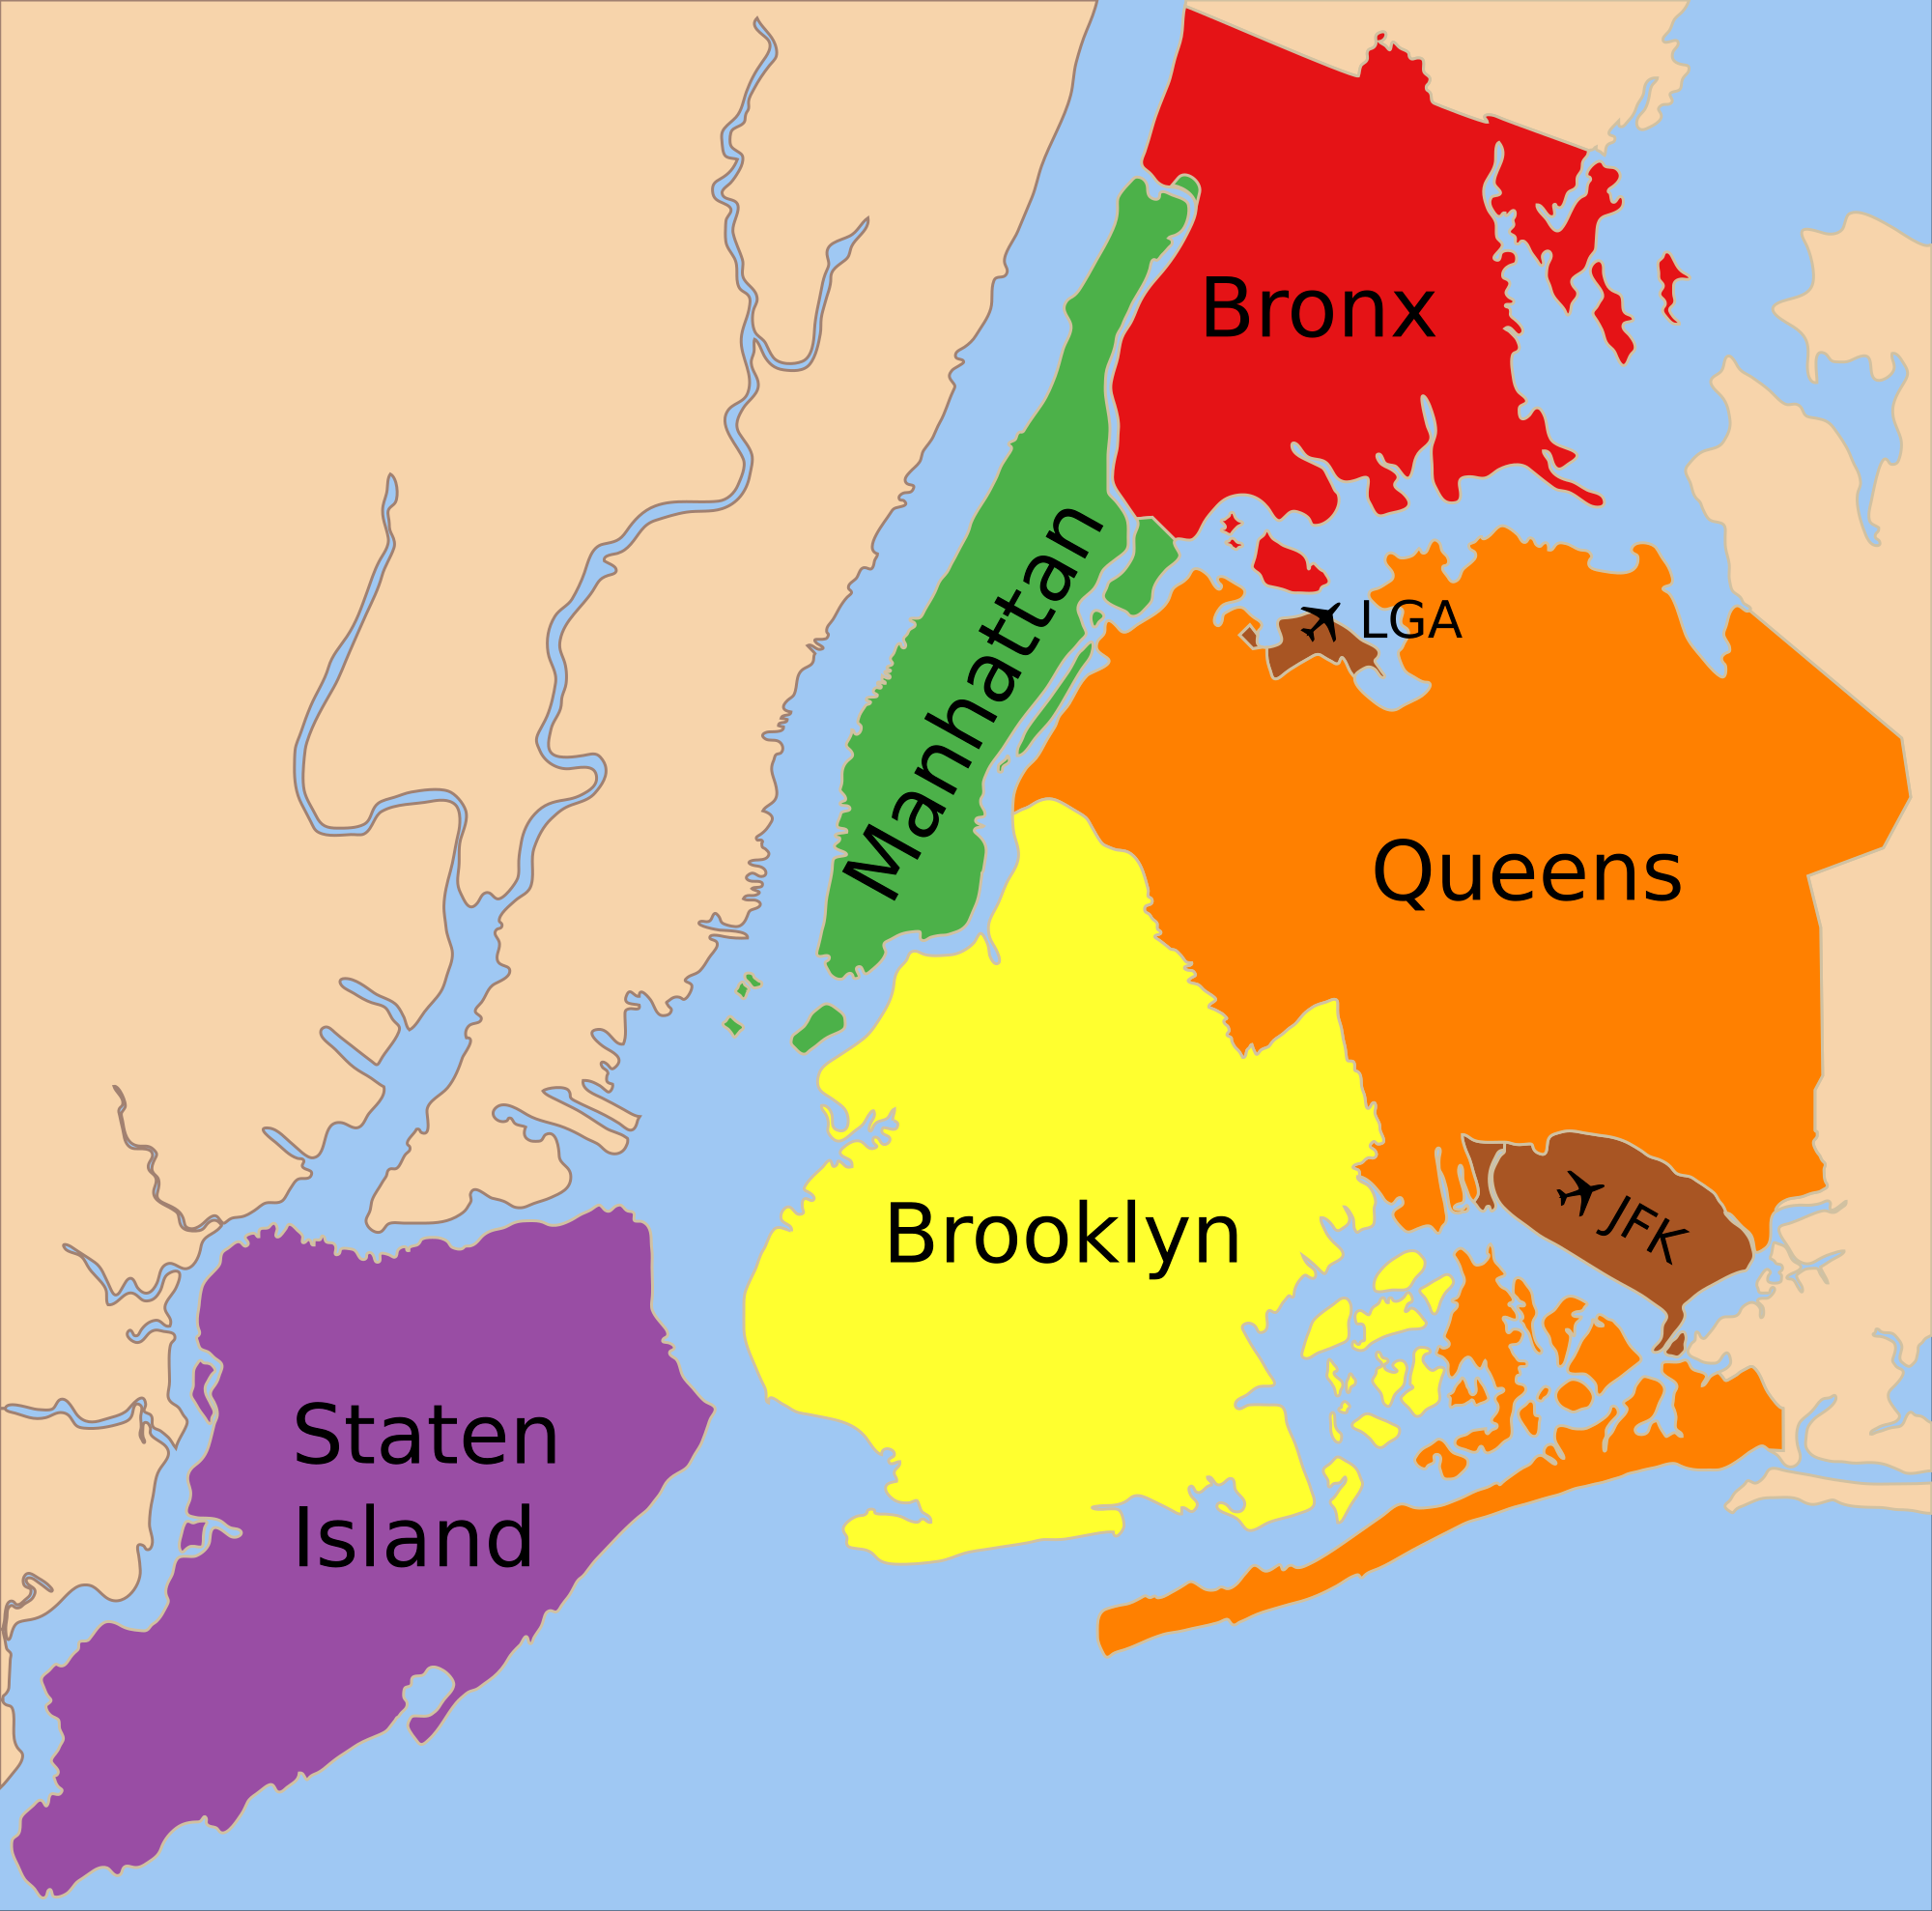 Bronx
Manhattan
LGA
Queens
Brooklyn
JFK
Staten
Island